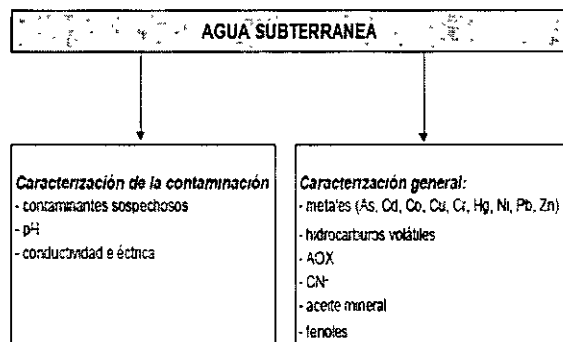 AGUA SUBTERRANEA
Caracterización de la contaminación
- contaminantes sospechosos
- pH
- conductividad e éctrica
Caracterización general:
- metales (As, Cd, Co, Cu, Cr, Hg, Ni, Pb, Zn)
- hidrocarburos volátiles
- AOX
- CN-
- aceite mineral
- fenoles